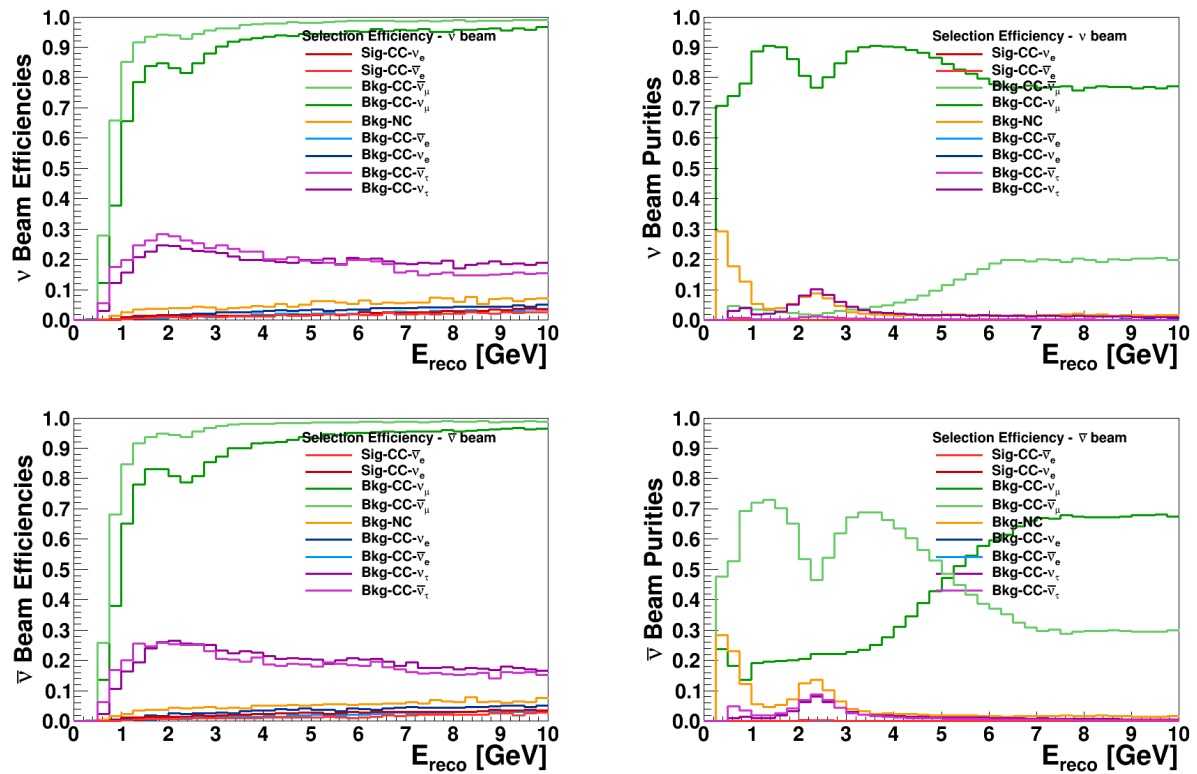 ν Beam Efficiencies
1.0
0.9
0.8
0.7
0.6
0.5
0.4
0.3
0.2
0.1
0.0
Selection Efficiency - ν beam
Sig-CC-νe
Sig-CC-ν̅e
Bkg-CC-ν̅μ
Bkg-CC-νμ
Bkg-NC
Bkg-CC-ν̅e
Bkg-CC-νe
Bkg-CC-ν̅τ
Bkg-CC-ντ
0 1 2 3 4 5 6 7 8 9 10
Ereco [GeV]
ν Beam Purities
1.0
0.9
0.8
0.7
0.6
0.5
0.4
0.3
0.2
0.1
0.0
Selection Efficiency - ν beam
Sig-CC-νe
Sig-CC-ν̅e
Bkg-CC-ν̅μ
Bkg-CC-νμ
Bkg-NC
Bkg-CC-ν̅e
Bkg-CC-νe
Bkg-CC-ν̅τ
Bkg-CC-ντ
0 1 2 3 4 5 6 7 8 9 10
Ereco [GeV]
ν̅ Beam Efficiencies
1.0
0.9
0.8
0.7
0.6
0.5
0.4
0.3
0.2
0.1
0.0
Selection Efficiency - ν̅ beam
Sig-CC-ν̅e
Sig-CC-νe
Bkg-CC-νμ
Bkg-CC-ν̅μ
Bkg-NC
Bkg-CC-νe
Bkg-CC-ν̅e
Bkg-CC-ντ
Bkg-CC-ν̅τ
0 1 2 3 4 5 6 7 8 9 10
Ereco [GeV]
ν̅ Beam Purities
1.0
0.9
0.8
0.7
0.6
0.5
0.4
0.3
0.2
0.1
0.0
Selection Efficiency - ν̅ beam
Sig-CC-ν̅e
Sig-CC-νe
Bkg-CC-νμ
Bkg-CC-ν̅μ
Bkg-NC
Bkg-CC-νe
Bkg-CC-ν̅e
Bkg-CC-ντ
Bkg-CC-ν̅τ
0 1 2 3 4 5 6 7 8 9 10
Ereco [GeV]